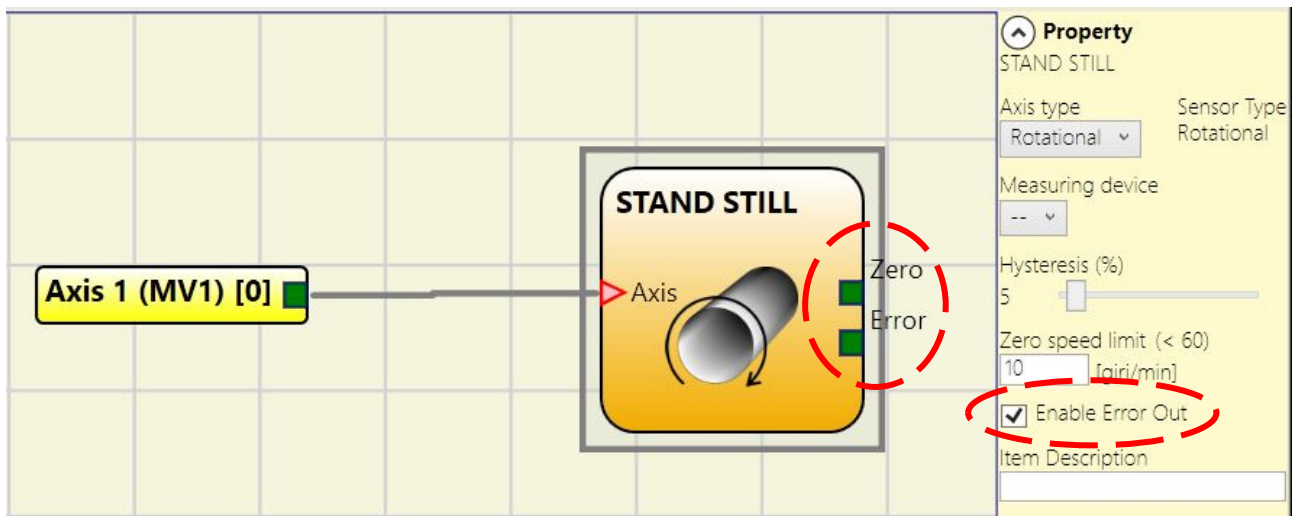 Axis 1 (MV1) [0]
STAND STILL
Axis
Zero
Error
Property
STAND STILL
Axis type
Sensor Type
Rotational
Rotational
Measuring device
--
Hysteresis (%)
5
Zero speed limit (< 60)
10 [giri/min]
Enable Error Out
Item Description